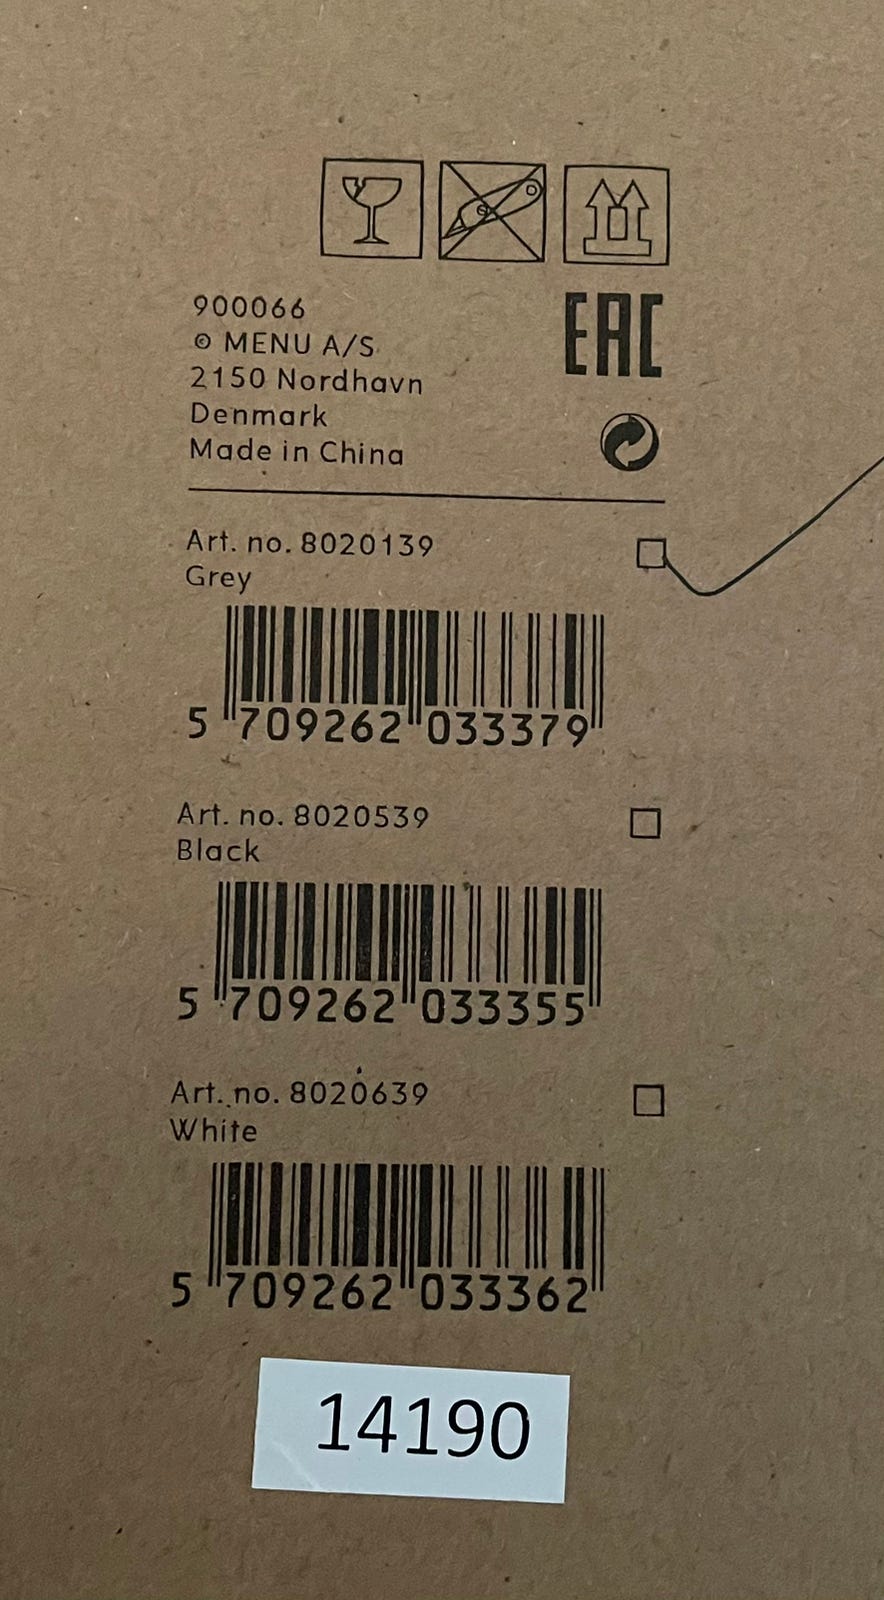 900066
© MENU A/S
2150 Nordhavn
Denmark
Made in China
EAC
Art. no. 8020139
Grey
5 709262 033379
Art. no. 8020539
Black
5 709262 033355
Art. no. 8020639
White
5 709262 033362
14190